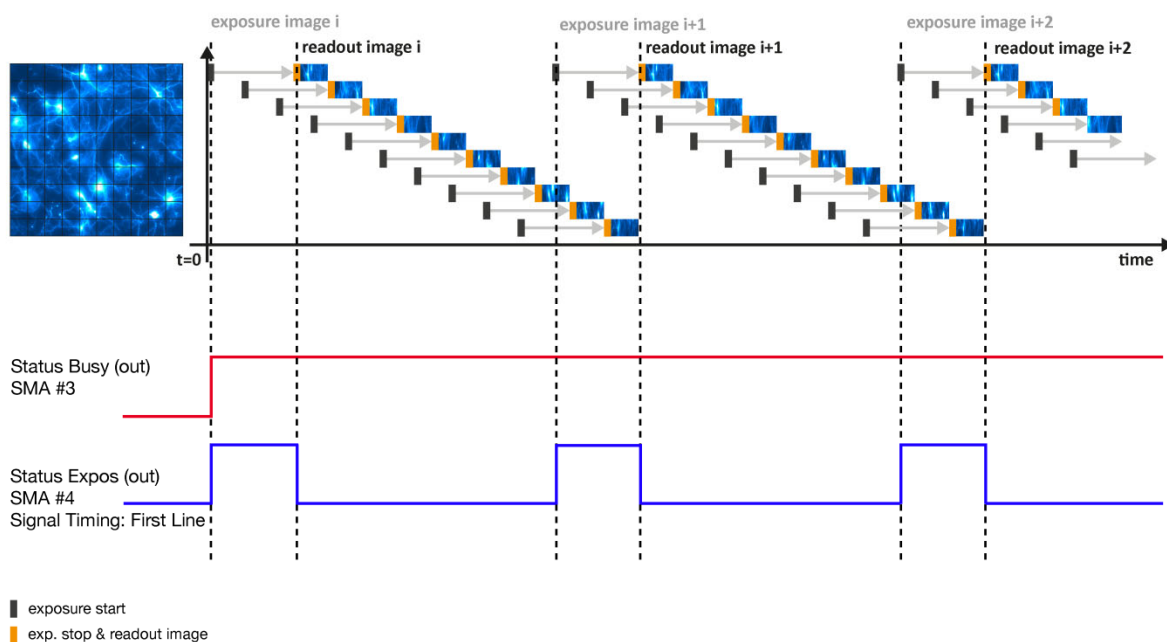 exposure image i
exposure image i+1
exposure image i+2
readout image i
readout image i+1
readout image i+2
t=0
time
Status Busy (out)
SMA #3
Status Expos (out)
SMA #4
Signal Timing: First Line
exposure start
exp. stop & readout image